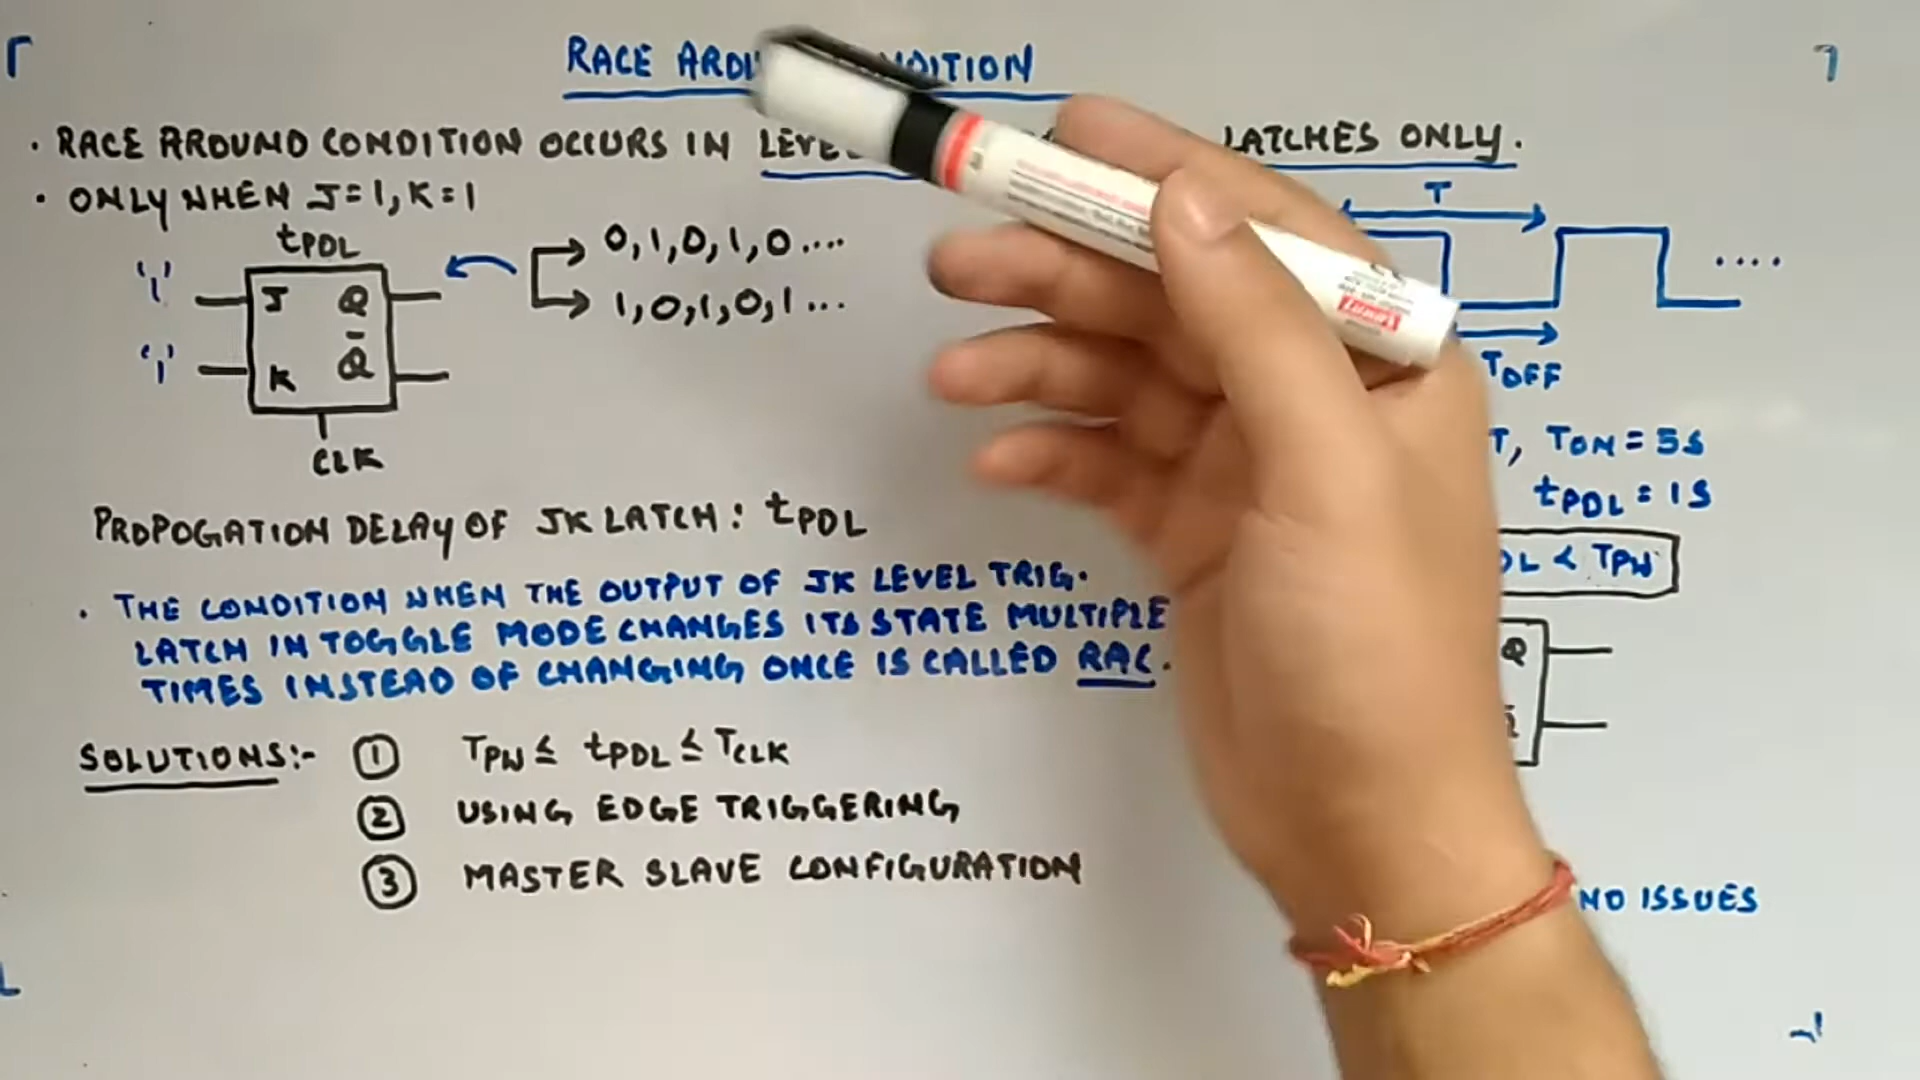 RACE AROUND CONDITION
. RACE AROUND CONDITION OCCURS IN LEVEL LATCHES ONLY.
. ONLY WHEN J=1, K=1
T
tPDL
0,1,0,1,0....
'1' J Q
1,0,1,0,1...
....
'1' K Q̄
TOFF
CLK
T, TON = 5S
tPDL = 1S
PROPOGATION DELAY OF JK LATCH: tPDL
DL < TPW
. THE CONDITION WHEN THE OUTPUT OF JK LEVEL TRIG.
LATCH IN TOGGLE MODE CHANGES ITS STATE MULTIPLE
TIMES INSTEAD OF CHANGING ONCE IS CALLED RAC.
Q
SOLUTIONS:- ① TPW ≤ tPDL ≤ TCLK
② USING EDGE TRIGGERING
③ MASTER SLAVE CONFIGURATION
NO ISSUES